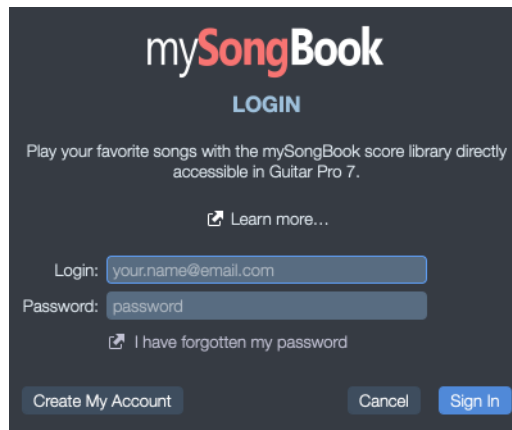 mySongBook
LOGIN
Play your favorite songs with the mySongBook score library directly
accessible in Guitar Pro 7.
Learn more...
Login: your.name@email.com
Password: password
I have forgotten my password
Create My Account Cancel Sign In